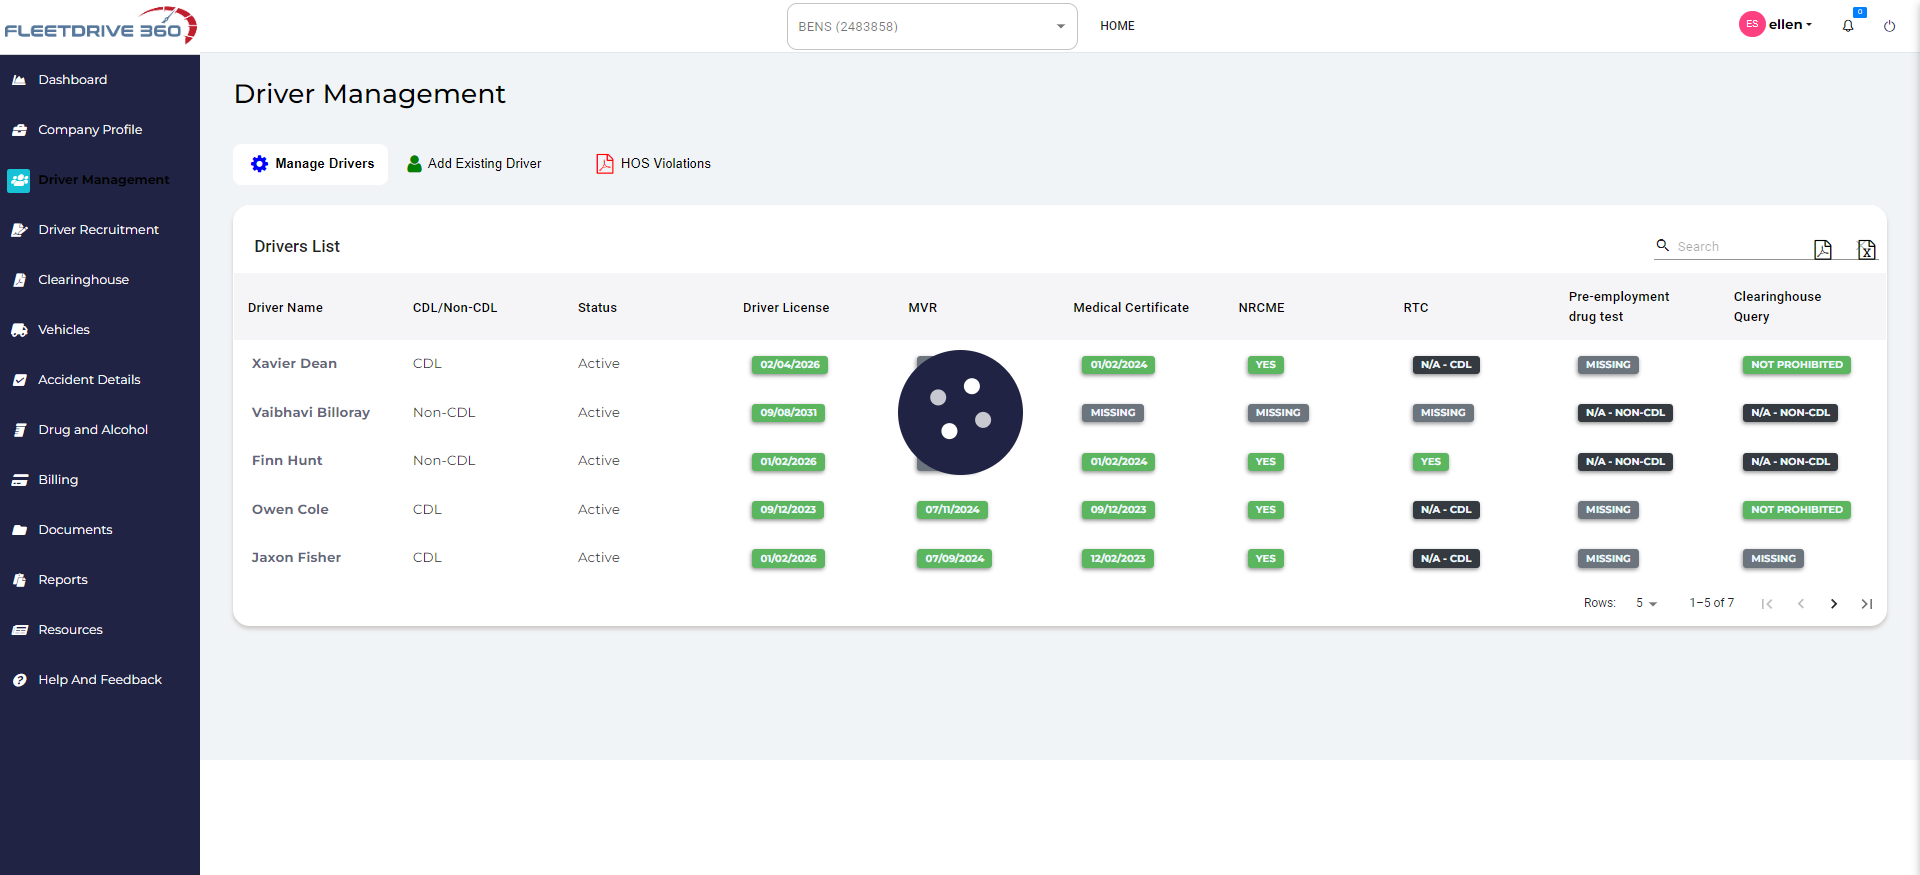 FLEETDRIVE 360
BENS (2483858)
HOME
ES
ellen
0
Dashboard
Company Profile
Driver Management
Driver Recruitment
Clearinghouse
Vehicles
Accident Details
Drug and Alcohol
Billing
Documents
Reports
Resources
Help And Feedback
Driver Management
Manage Drivers
Add Existing Driver
HOS Violations
Drivers List
Search
Driver Name CDL/Non-CDL Status Driver License MVR Medical Certificate NRCME RTC Pre-employment drug test Clearinghouse Query
Xavier Dean CDL Active 02/04/2026 01/02/2024 YES N/A - CDL MISSING NOT PROHIBITED
Vaibhavi Billoray Non-CDL Active 09/08/2031 MISSING MISSING MISSING N/A - NON-CDL N/A - NON-CDL
Finn Hunt Non-CDL Active 01/02/2026 01/02/2024 YES YES N/A - NON-CDL N/A - NON-CDL
Owen Cole CDL Active 09/12/2023 07/11/2024 09/12/2023 YES N/A - CDL MISSING NOT PROHIBITED
Jaxon Fisher CDL Active 01/02/2026 07/09/2024 12/02/2023 YES N/A - CDL MISSING MISSING
Rows: 5 1–5 of 7